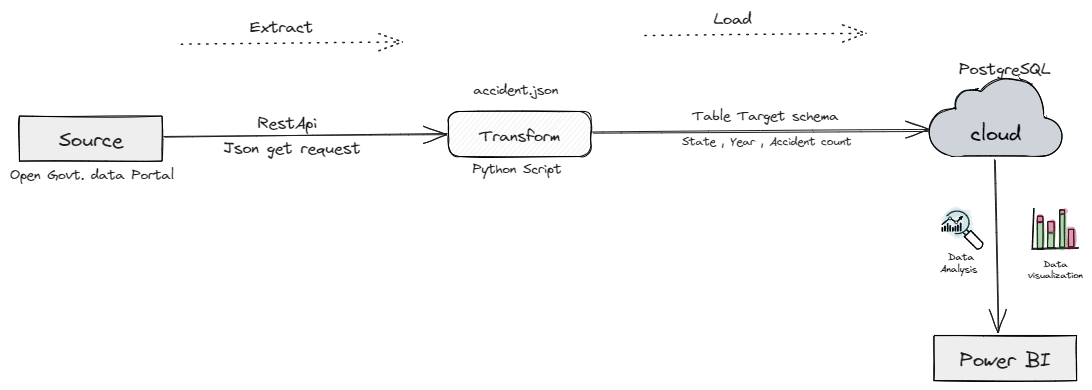 Extract
Load
PostgreSQL
accident.json
Source
RestApi
Json get request
Transform
Table Target schema
State , Year , Accident count
cloud
Open Govt. data Portal
Python Script
Data
Analysis
Data
visualization
Power BI